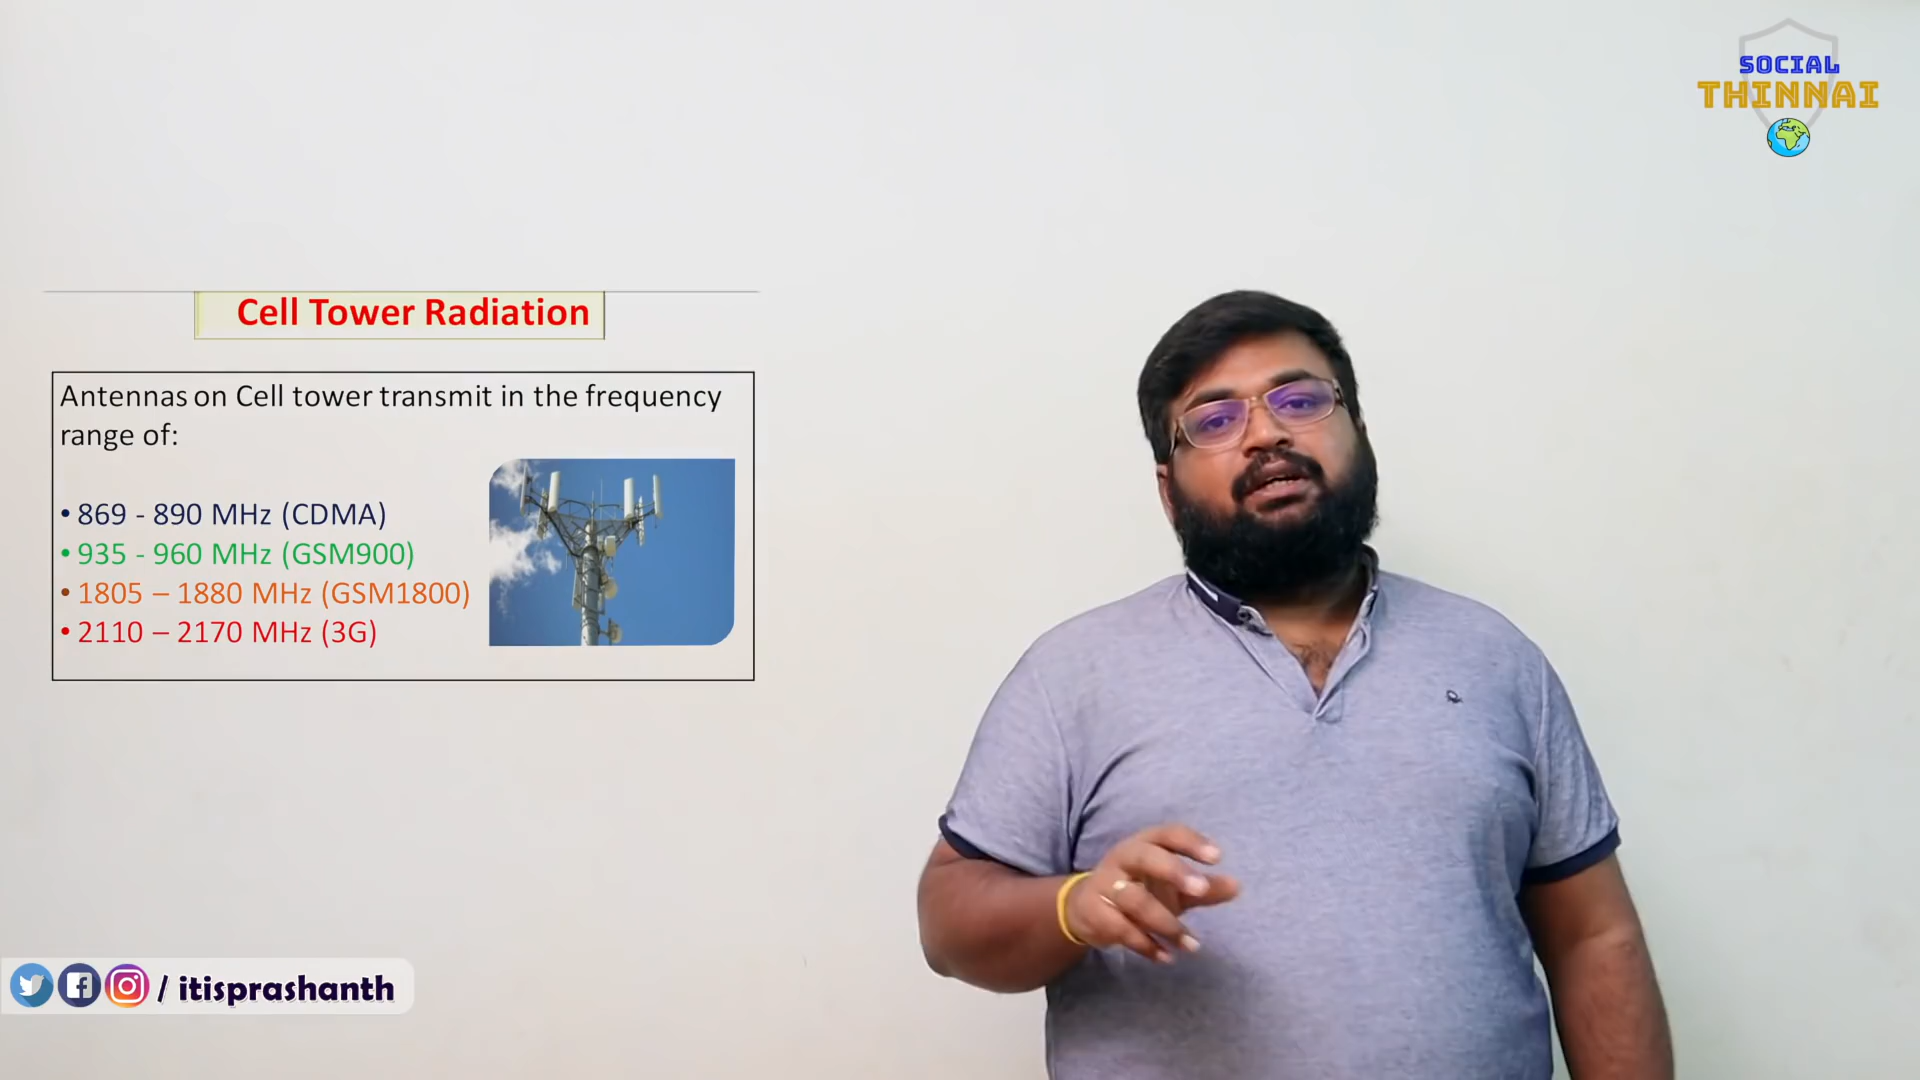 SOCIAL
THINNAI
Cell Tower Radiation
Antennas on Cell tower transmit in the frequency
range of:
• 869 - 890 MHz (CDMA)
• 935 - 960 MHz (GSM900)
• 1805 – 1880 MHz (GSM1800)
• 2110 – 2170 MHz (3G)
/ itisprashanth